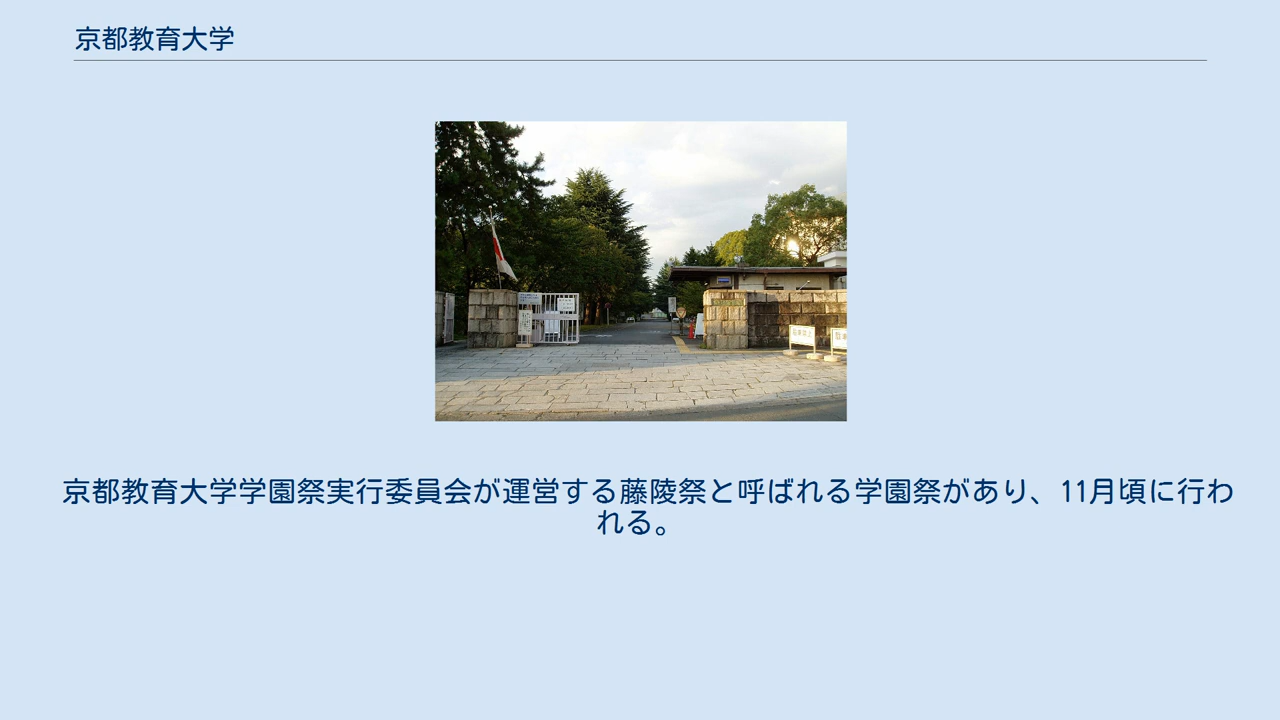 京都教育大学
京都教育大学学園祭実行委員会が運営する藤陵祭と呼ばれる学園祭があり、11月頃に行わ
れる。